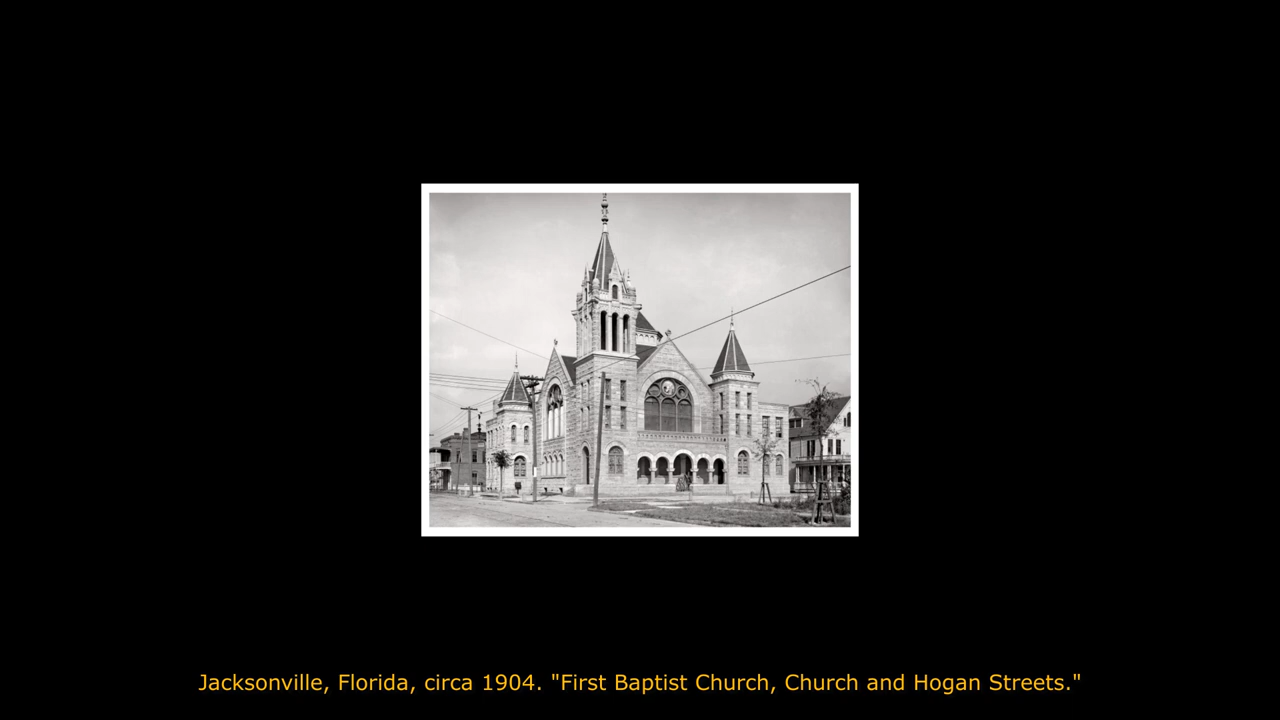 Jacksonville, Florida, circa 1904. "First Baptist Church, Church and Hogan Streets."